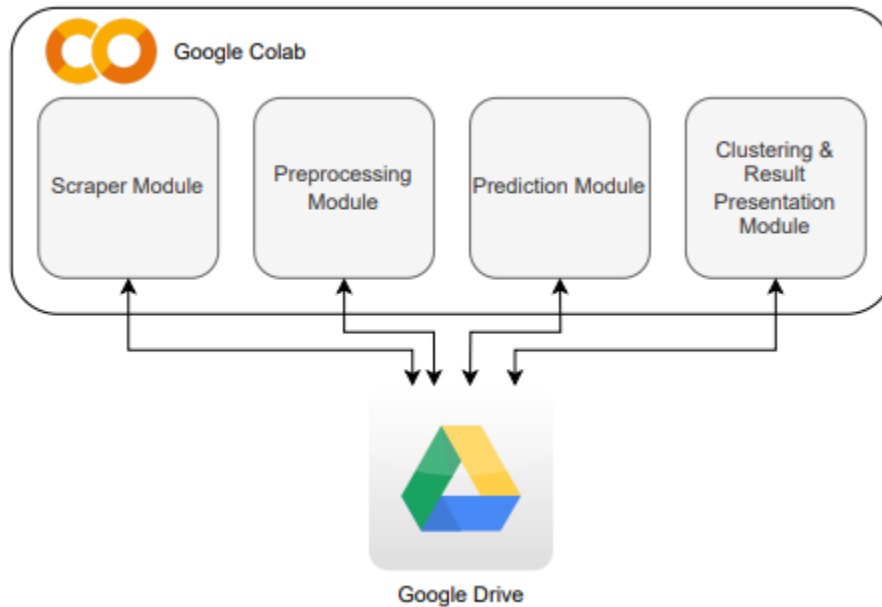 Google Colab
Scraper Module
Preprocessing
Module
Prediction Module
Clustering &
Result
Presentation
Module
Google Drive